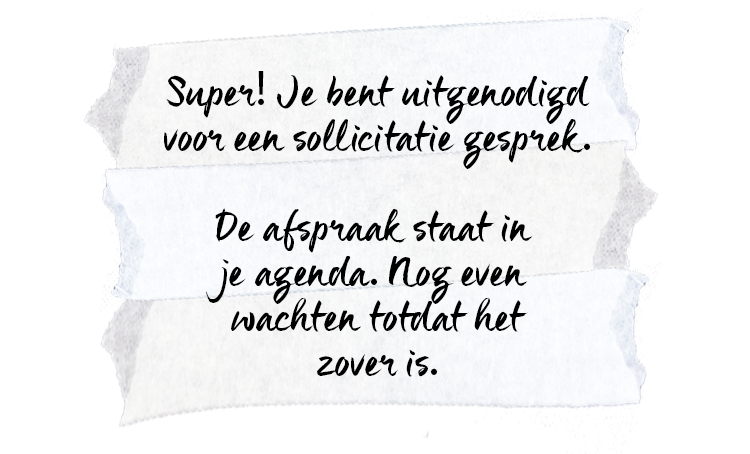 Super! Je bent uitgenodigd
voor een sollicitatie gesprek.
De afspraak staat in
je agenda. Nog even
wachten totdat het
zover is.